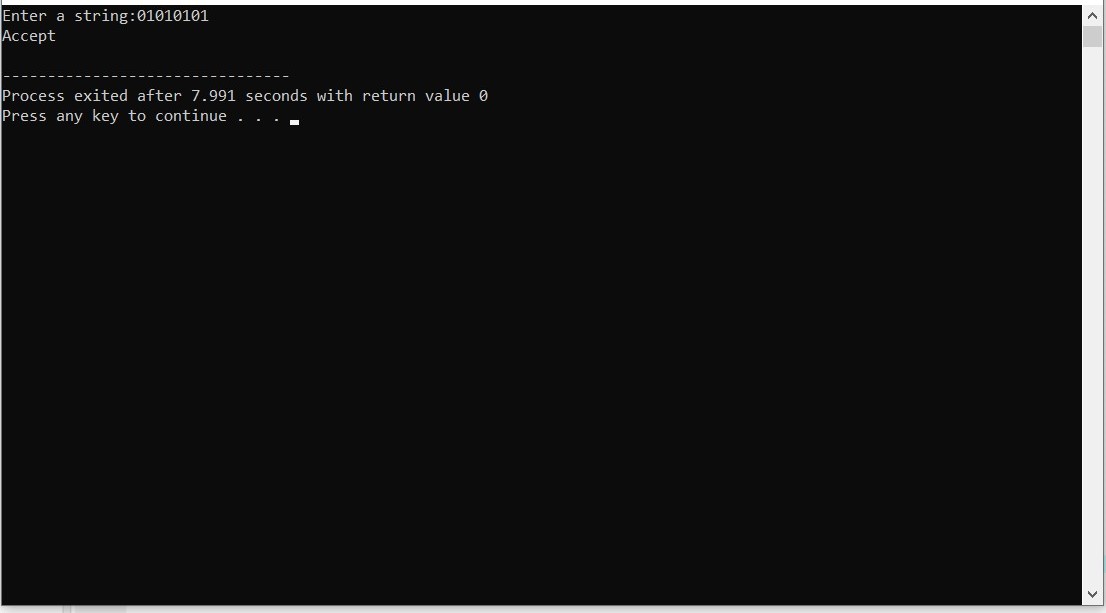 Enter a string:01010101
Accept
--------------------------------
Process exited after 7.991 seconds with return value 0
Press any key to continue . . .